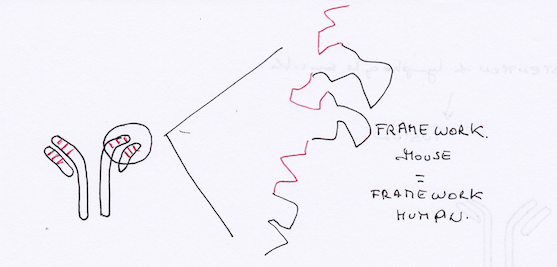 FRAMEWORK.
MOUSE
=
FRAMEWORK
HUMAN.